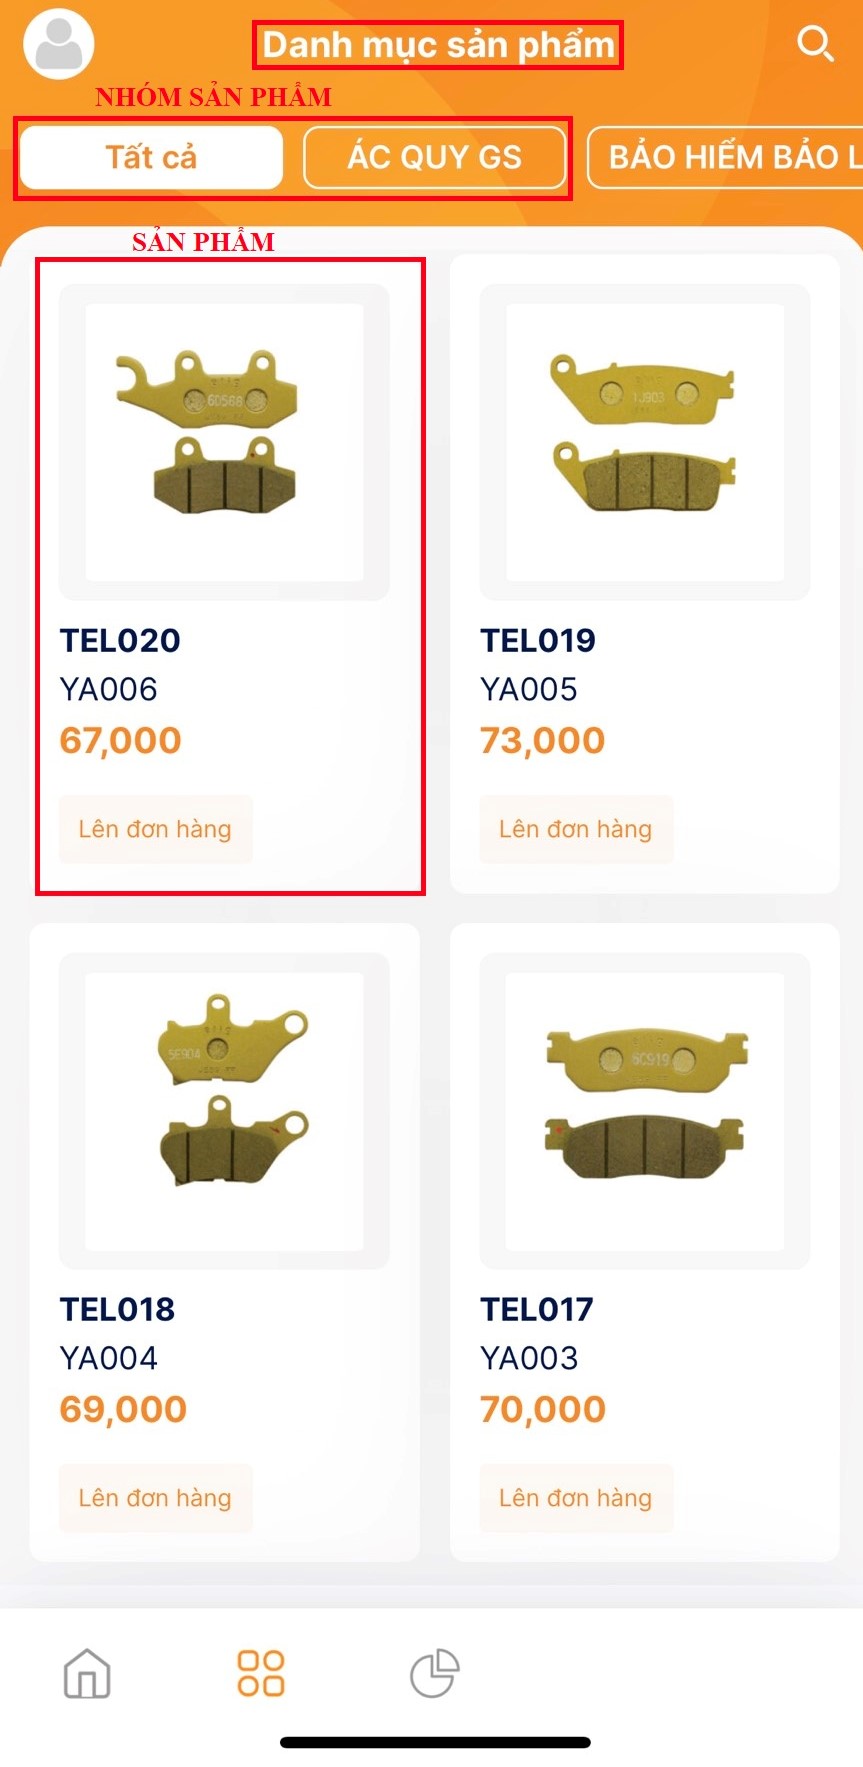 Danh mục sản phẩm
NHÓM SẢN PHẨM
Tất cả
ÁC QUY GS
BẢO HIỂM BẢO L
SẢN PHẨM
6D568
1J903
TEL020
TEL019
YA006
YA005
67,000
73,000
Lên đơn hàng
Lên đơn hàng
5E904
5C919
TEL018
TEL017
YA004
YA003
69,000
70,000
Lên đơn hàng
Lên đơn hàng